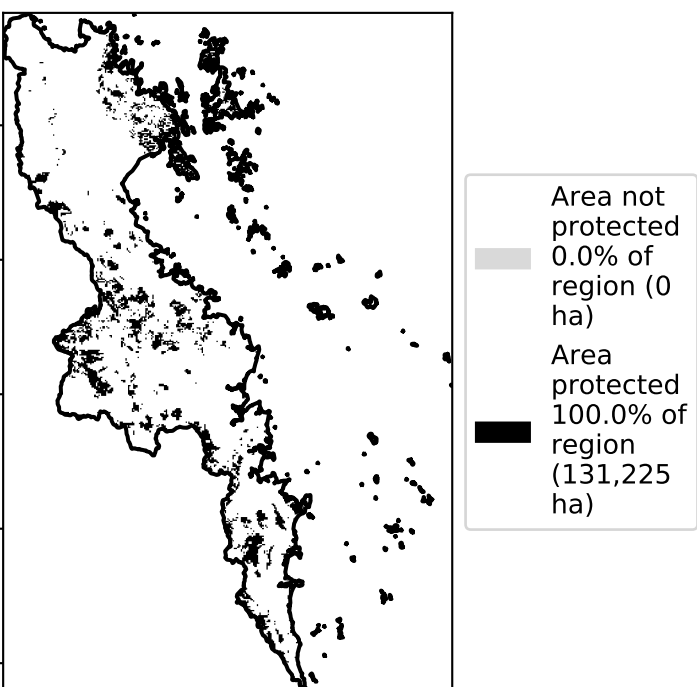 Area not
protected
0.0% of
region (0
ha)
Area
protected
100.0% of
region
(131,225
ha)